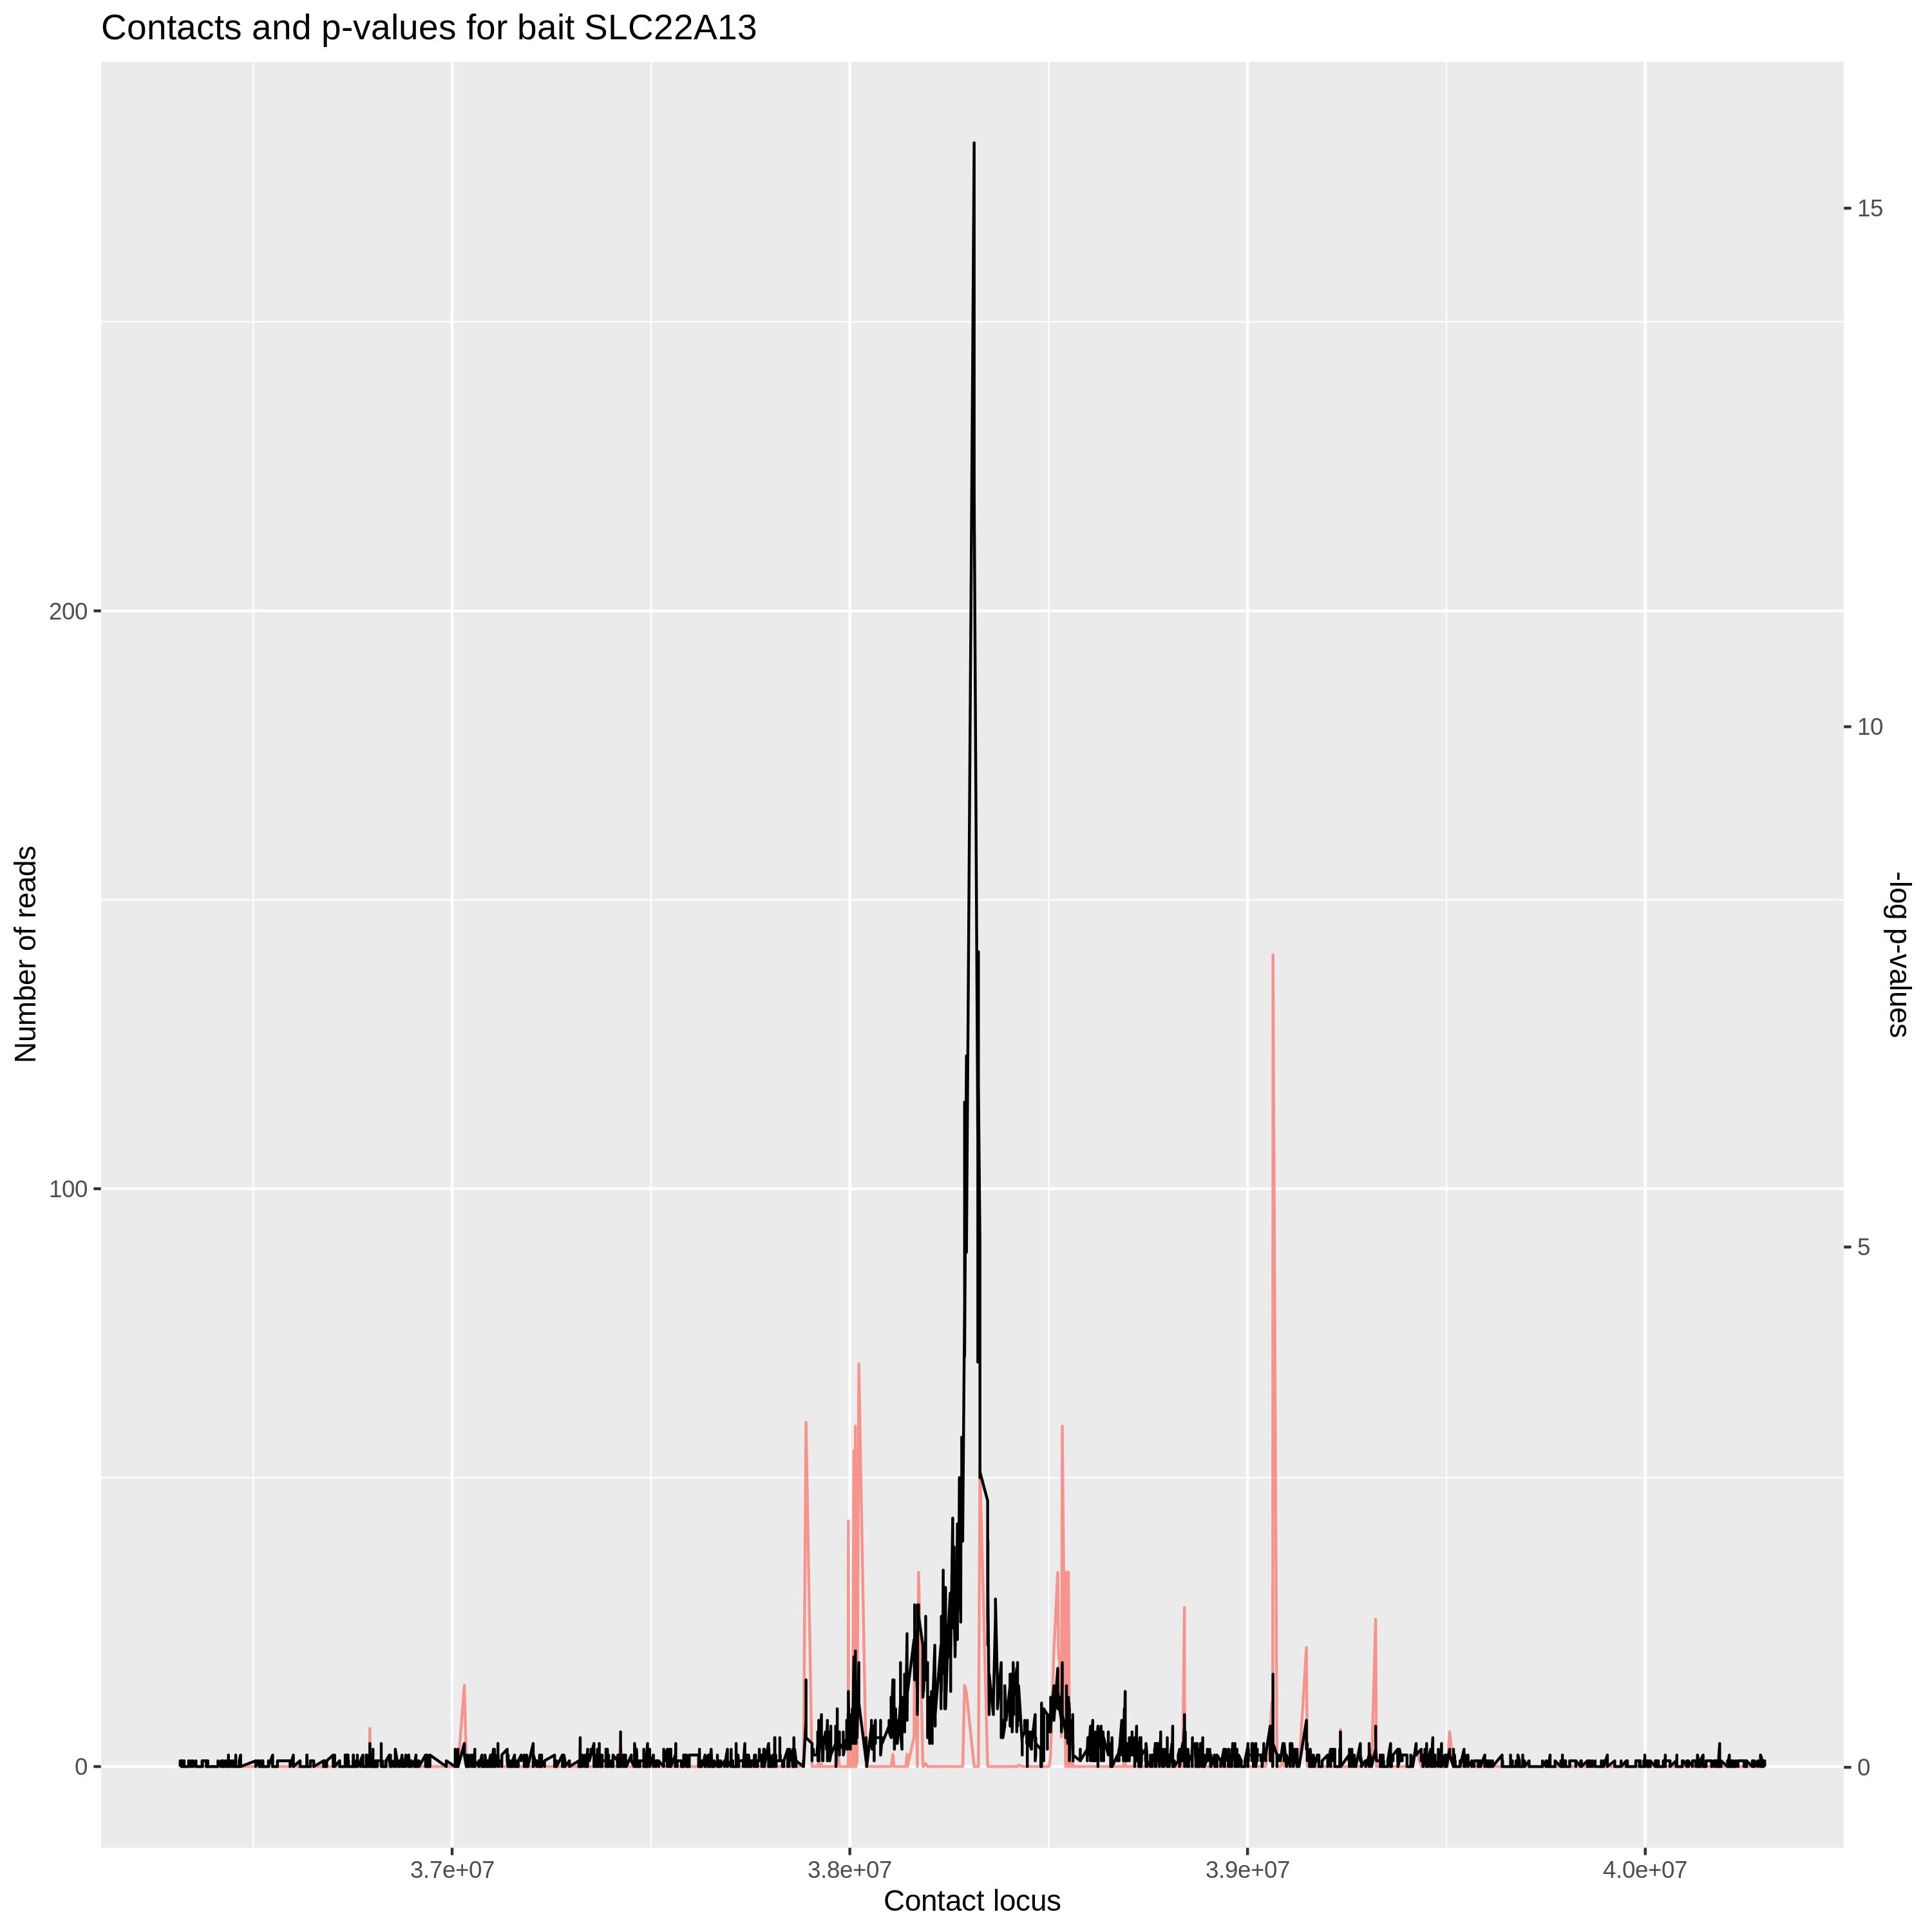 Contacts and p-values for bait SLC22A13
Number of reads
200
100
0
15
10
5
0
-log p-values
3.7e+07
3.8e+07
3.9e+07
4.0e+07
Contact locus